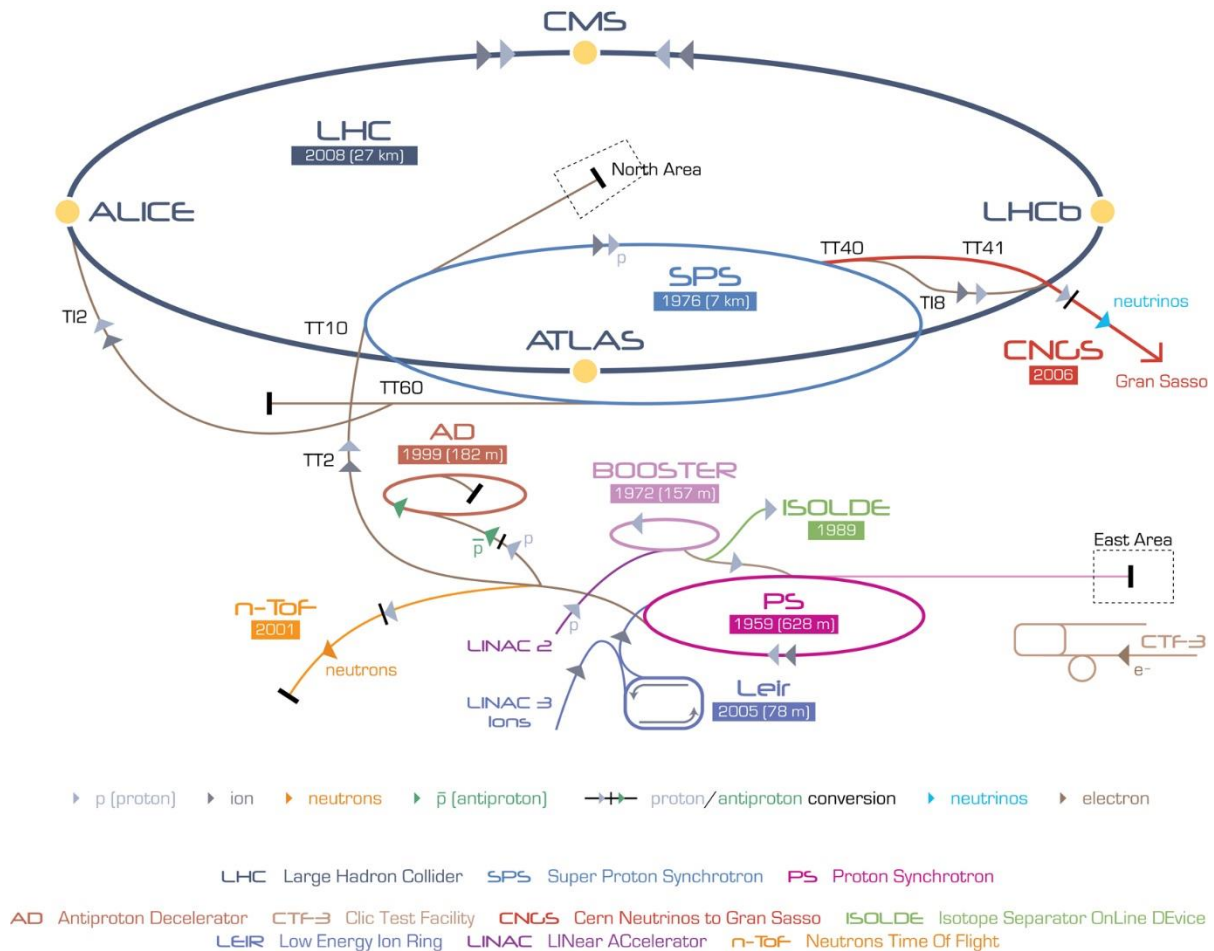 CMS
LHC
2008 (27 km)
North Area
ALICE
LHCb
TT40
TT41
SPS
1976 (7 km)
p
TI8
neutrinos
TI2
TT10
ATLAS
CNGS
2006
Gran Sasso
TT60
AD
1999 (182 m)
TT2
BOOSTER
1972 (157 m)
ISOLDE
1989
p̅
p
East Area
n-ToF
2001
neutrons
PS
1959 (628 m)
LINAC 2
p
CTF-3
e⁻
LINAC 3
Ions
Leir
2005 (78 m)
p (proton) ion neutrons p̅ (antiproton) proton/antiproton conversion neutrinos electron
LHC Large Hadron Collider SPS Super Proton Synchrotron PS Proton Synchrotron
AD Antiproton Decelerator CTF-3 Clic Test Facility CNGS Cern Neutrinos to Gran Sasso ISOLDE Isotope Separator OnLine DEvice
LEIR Low Energy Ion Ring LINAC LINear ACcelerator n-ToF Neutrons Time Of Flight